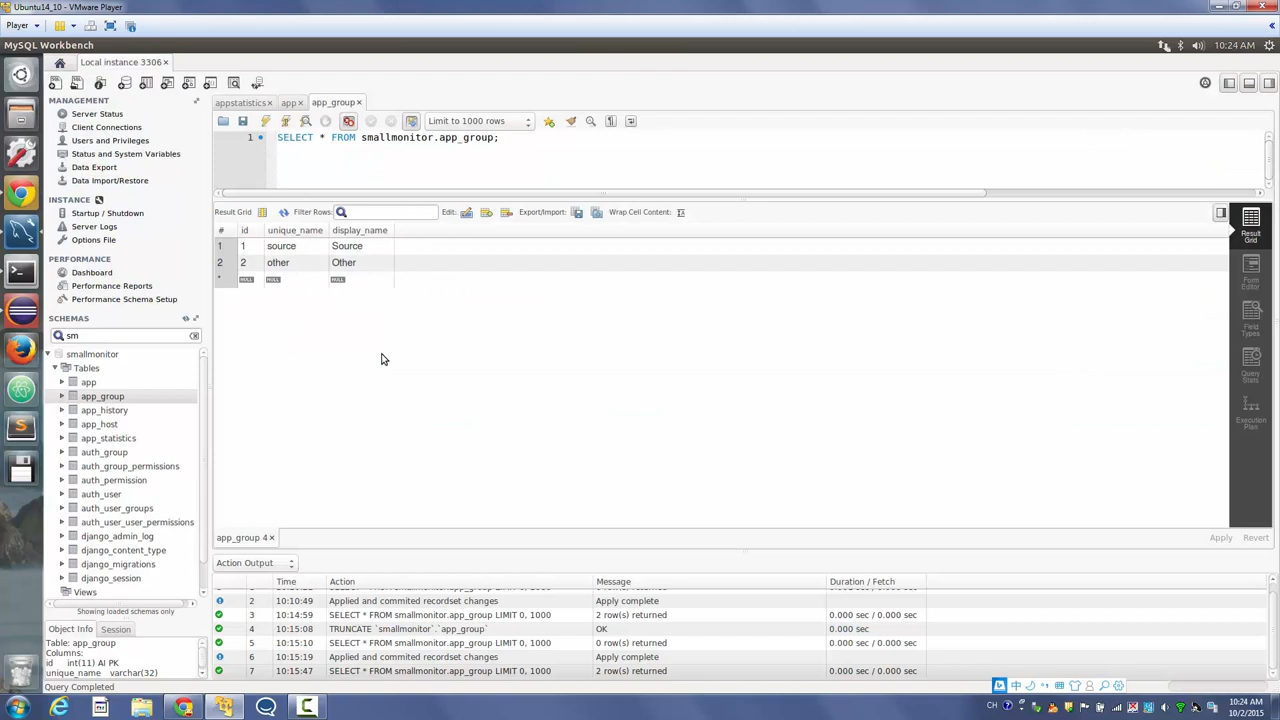 Ubuntu14_10 - VMware Player
Player
MySQL Workbench
10:24 AM
Local instance 3306
MANAGEMENT
Server Status
Client Connections
Users and Privileges
Status and System Variables
Data Export
Data Import/Restore
INSTANCE
Startup / Shutdown
Server Logs
Options File
PERFORMANCE
Dashboard
Performance Reports
Performance Schema Setup
SCHEMAS
sm
smallmonitor
Tables
app
app_group
app_history
app_host
app_statistics
auth_group
auth_group_permissions
auth_permission
auth_user
auth_user_groups
auth_user_user_permissions
django_admin_log
django_content_type
django_migrations
django_session
Views
Showing loaded schemas only
Object Info Session
Table: app_group
Columns:
id int(11) AI PK
unique_name varchar(32)
Query Completed
appstatistics app app_group
Limit to 1000 rows
1 SELECT * FROM smallmonitor.app_group;
Result Grid Filter Rows: Edit: Export/Import: Wrap Cell Content:
# id unique_name display_name
1 1 source Source
2 2 other Other
* NULL NULL NULL
Result Grid
Form Editor
Field Types
Query Stats
Execution Plan
app_group 4
Apply Revert
Action Output
Time Action Message Duration / Fetch
2 10:10:49 Applied and commited recordset changes Apply complete
3 10:14:59 SELECT * FROM smallmonitor.app_group LIMIT 0, 1000 2 row(s) returned 0.000 sec / 0.000 sec
4 10:15:08 TRUNCATE `smallmonitor`.`app_group` OK 0.000 sec
5 10:15:10 SELECT * FROM smallmonitor.app_group LIMIT 0, 1000 0 row(s) returned 0.000 sec / 0.000 sec
6 10:15:19 Applied and commited recordset changes Apply complete
7 10:15:47 SELECT * FROM smallmonitor.app_group LIMIT 0, 1000 2 row(s) returned 0.000 sec / 0.000 sec
中
CH
10:24 AM
10/2/2015